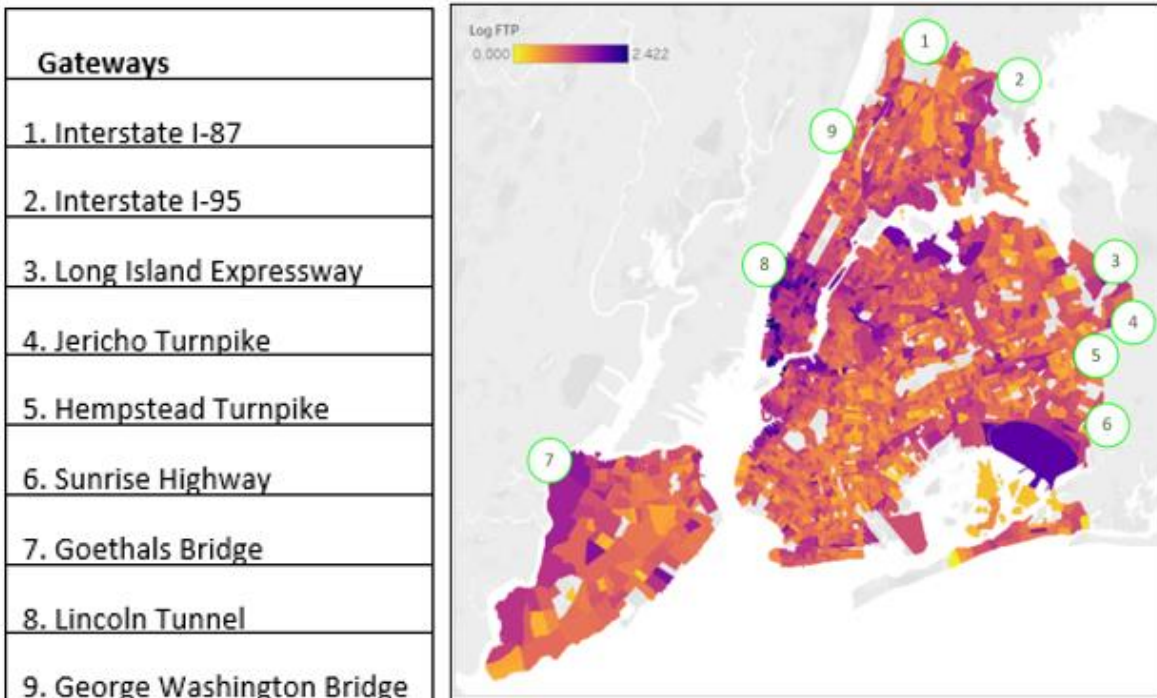 Gateways
1. Interstate I-87
2. Interstate I-95
3. Long Island Expressway
4. Jericho Turnpike
5. Hempstead Turnpike
6. Sunrise Highway
7. Goethals Bridge
8. Lincoln Tunnel
9. George Washington Bridge
Log FTP
0.000 2.422
1
2
9
3
8
4
5
6
7